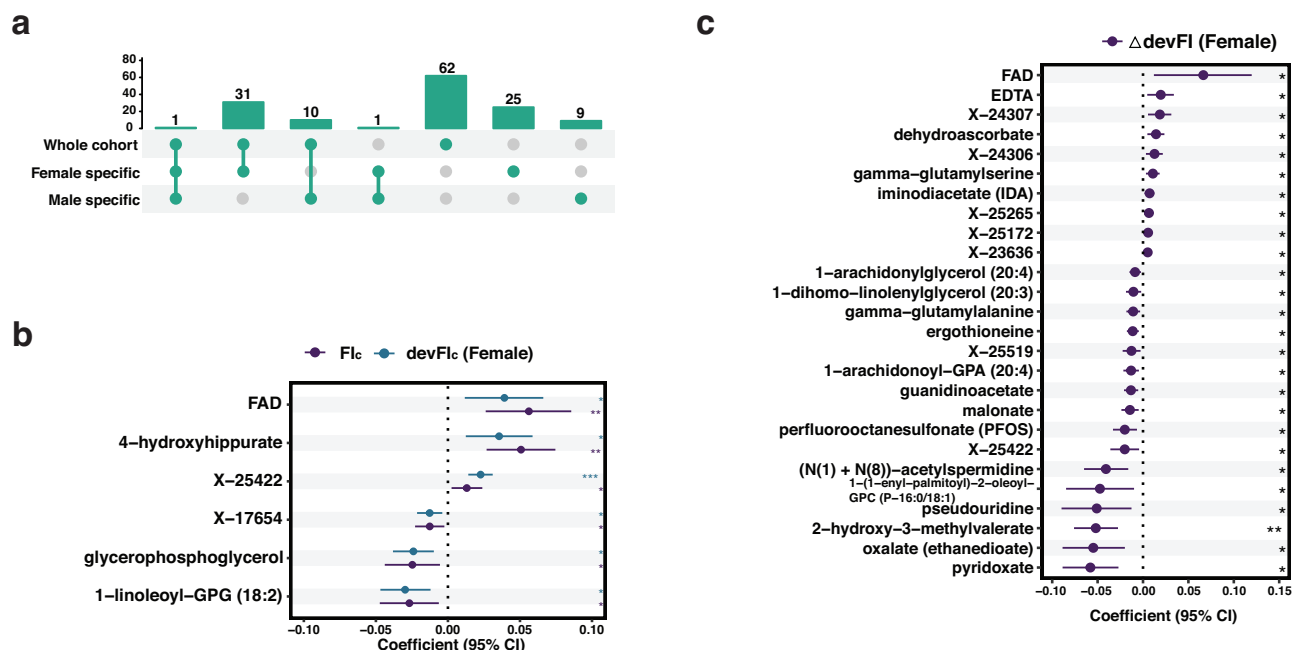 a
80
60
40
20
0
1
31
10
1
62
25
9
Whole cohort
Female specific
Male specific
b
FIc devFIc (Female)
FAD
*
**
4−hydroxyhippurate
*
**
X−25422
***
*
X−17654
*
*
glycerophosphoglycerol
*
*
1−linoleoyl−GPG (18:2)
*
*
−0.10 −0.05 0.00 0.05 0.10
Coefficient (95% CI)
c
△devFI (Female)
FAD *
EDTA *
X−24307 *
dehydroascorbate *
X−24306 *
gamma−glutamylserine *
iminodiacetate (IDA) *
X−25265 *
X−25172 *
X−23636 *
1−arachidonylglycerol (20:4) *
1−dihomo−linolenylglycerol (20:3) *
gamma−glutamylalanine *
ergothioneine *
X−25519 *
1−arachidonoyl−GPA (20:4) *
guanidinoacetate *
malonate *
perfluorooctanesulfonate (PFOS) *
X−25422 *
(N(1) + N(8))−acetylspermidine *
1−(1−enyl−palmitoyl)−2−oleoyl−
GPC (P−16:0/18:1) *
pseudouridine *
2−hydroxy−3−methylvalerate **
oxalate (ethanedioate) *
pyridoxate *
−0.10 −0.05 0.00 0.05 0.10 0.15
Coefficient (95% CI)